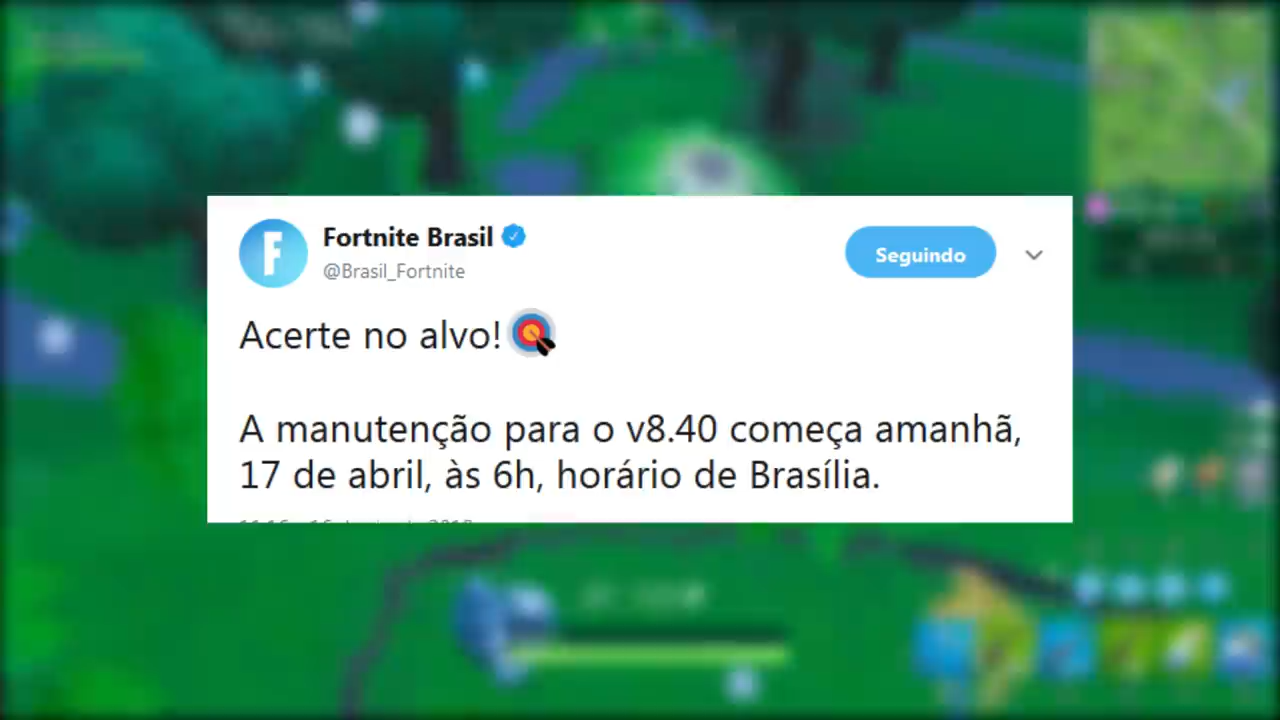 Fortnite Brasil
@Brasil_Fortnite
Seguindo
Acerte no alvo!
A manutenção para o v8.40 começa amanhã,
17 de abril, às 6h, horário de Brasília.